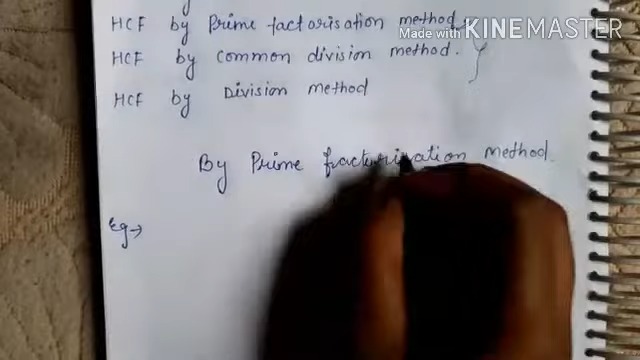 HCF by Prime factorisation method
Made with KINEMASTER
HCF by common division method.
HCF by Division method
By Prime fracturization method.
Eg→